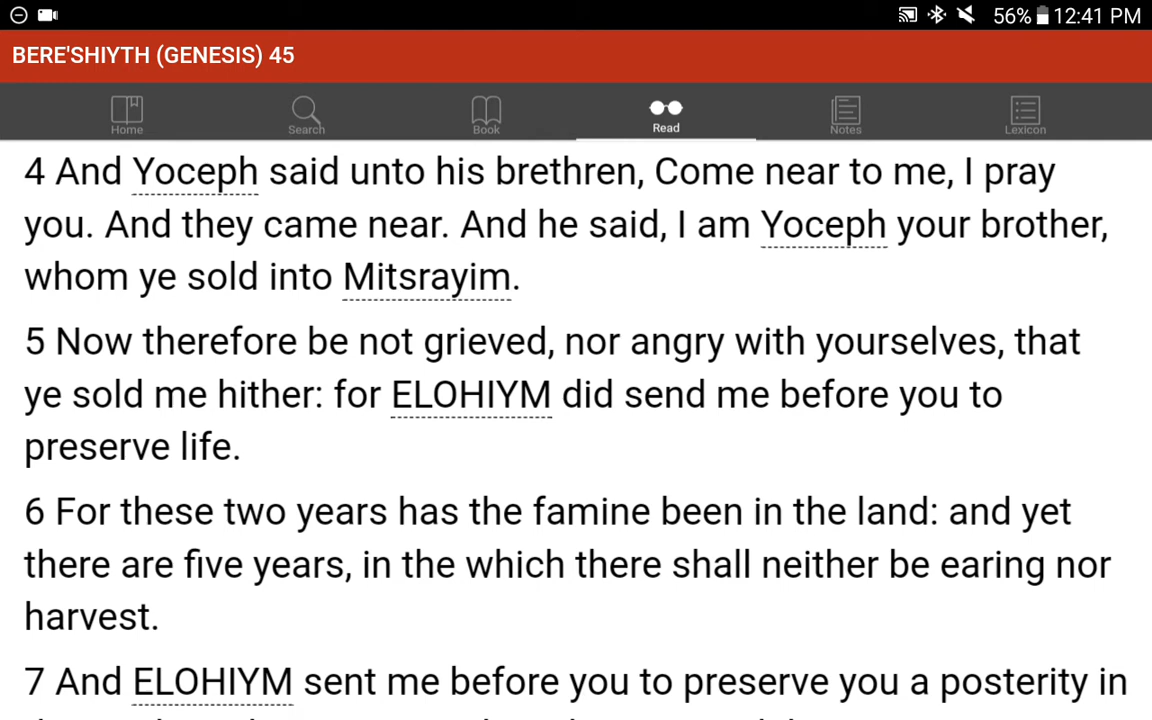 56% 12:41 PM
BERE'SHIYTH (GENESIS) 45
Home Search Book Read Notes Lexicon
4 And Yoceph said unto his brethren, Come near to me, I pray
you. And they came near. And he said, I am Yoceph your brother,
whom ye sold into Mitsrayim.
5 Now therefore be not grieved, nor angry with yourselves, that
ye sold me hither: for ELOHIYM did send me before you to
preserve life.
6 For these two years has the famine been in the land: and yet
there are five years, in the which there shall neither be earing nor
harvest.
7 And ELOHIYM sent me before you to preserve you a posterity in